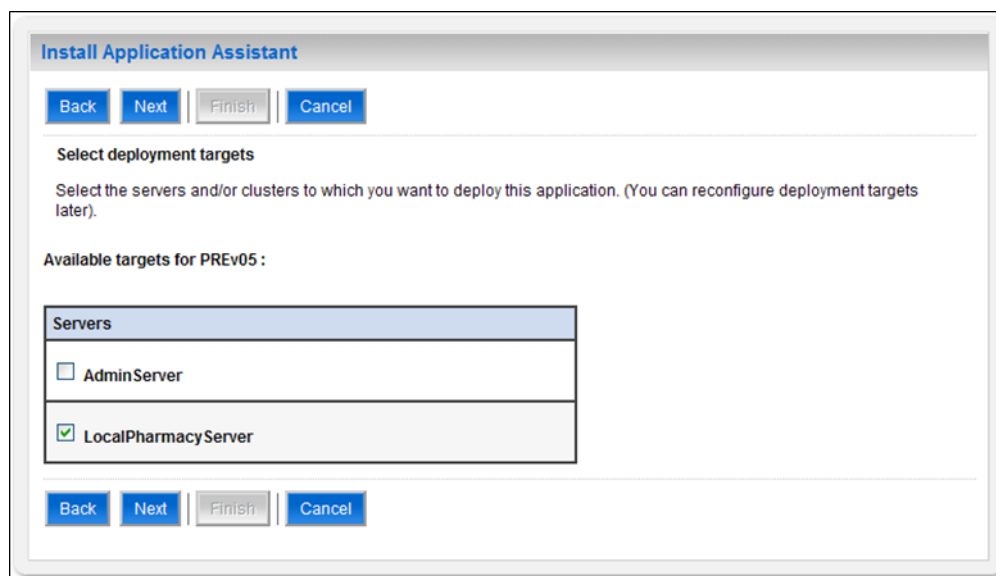 Install Application Assistant
Back Next Finish Cancel
Select deployment targets
Select the servers and/or clusters to which you want to deploy this application. (You can reconfigure deployment targets
later).
Available targets for PREv05 :
Servers
AdminServer
LocalPharmacyServer
Back Next Finish Cancel